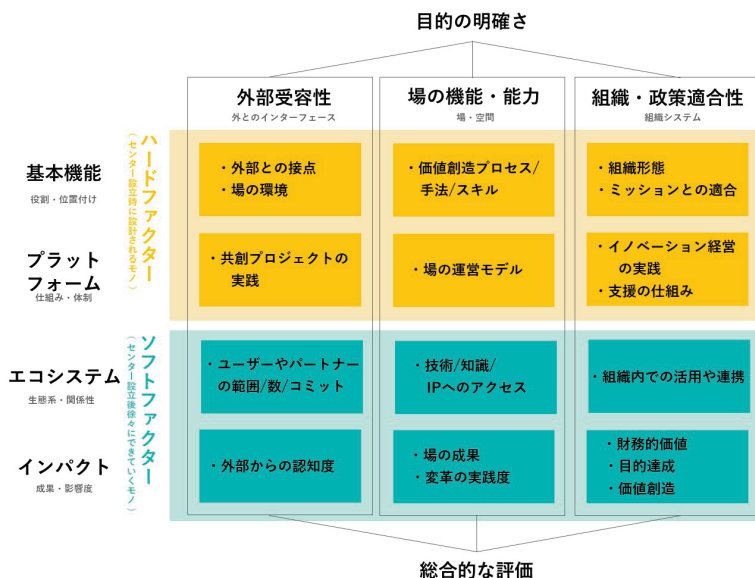 目的の明確さ
外部受容性
外とのインターフェース
場の機能・能力
場・空間
組織・政策適合性
組織システム
ハードファクター
(センター設立時に設計されるモノ)
基本機能
役割・位置付け
・外部との接点
・場の環境
・価値創造プロセス/
手法/スキル
・組織形態
・ミッションとの適合
プラット
フォーム
仕組み・体制
・共創プロジェクトの
実践
・場の運営モデル
・イノベーション経営
の実践
・支援の仕組み
ソフトファクター
(センター設立後徐々にできていくモノ)
エコシステム
生態系・関係性
・ユーザーやパートナー
の範囲/数/コミット
・技術/知識/
IPへのアクセス
・組織内での活用や連携
インパクト
成果・影響度
・外部からの認知度
・場の成果
・変革の実践度
・財務的価値
・目的達成
・価値創造
総合的な評価